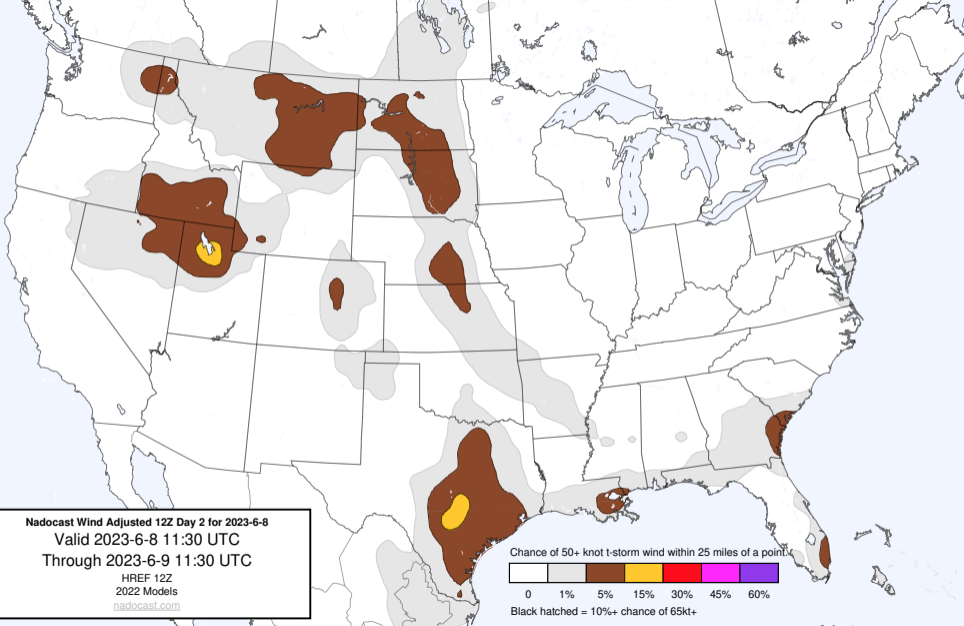 Nadocast Wind Adjusted 12Z Day 2 for 2023-6-8
Valid 2023-6-8 11:30 UTC
Through 2023-6-9 11:30 UTC
HREF 12Z
2022 Models
nadocast.com
Chance of 50+ knot t-storm wind within 25 miles of a point.
0 1% 5% 15% 30% 45% 60%
Black hatched = 10%+ chance of 65kt+